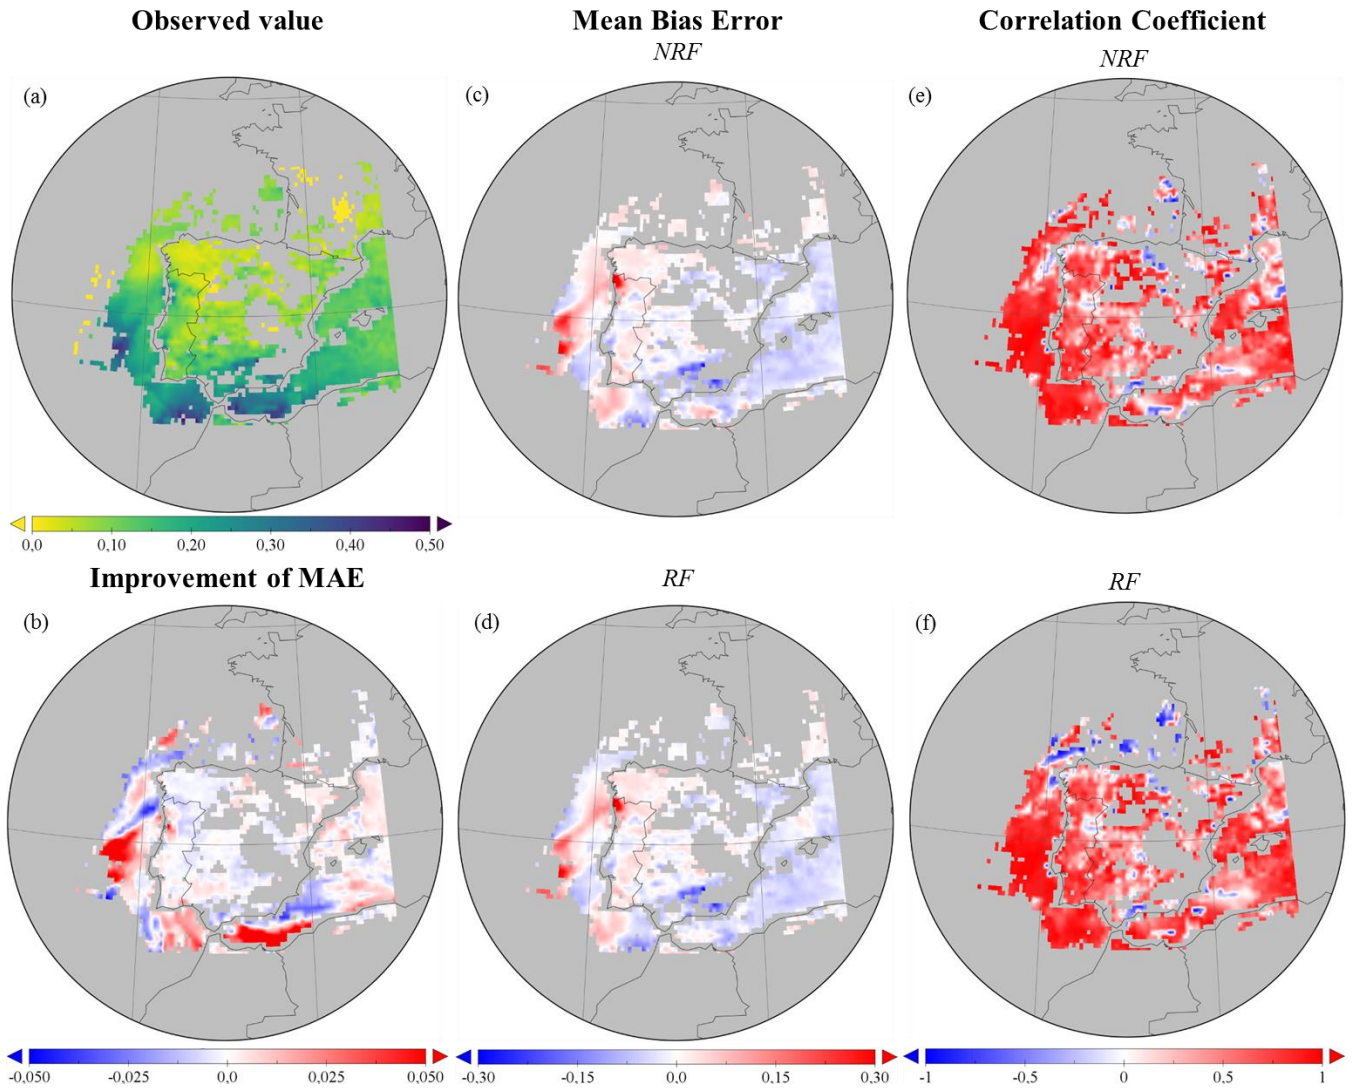 Observed value
Mean Bias Error
Correlation Coefficient
NRF
NRF
(a)
(c)
(e)
0,0 0,10 0,20 0,30 0,40 0,50
Improvement of MAE
RF
RF
(b)
(d)
(f)
-0,050 -0,025 0,0 0,025 0,050
-0.30 -0,15 0.0 0.15 0.30
-1 -0,5 0 0,5 1